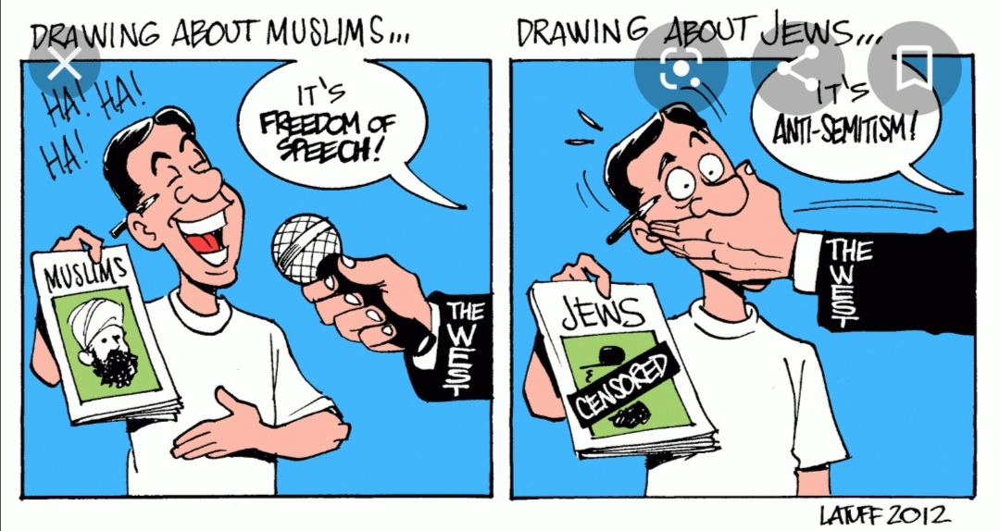 DRAWING ABOUT MUSLIMS...
HA! HA!
HA!
IT'S
FREEDOM OF
SPEECH!
MUSLIMS
THE
WEST
DRAWING ABOUT JEWS...
IT'S
ANTI-SEMITISM!
JEWS
CENSORED
THE
WEST
LATUFF 2012